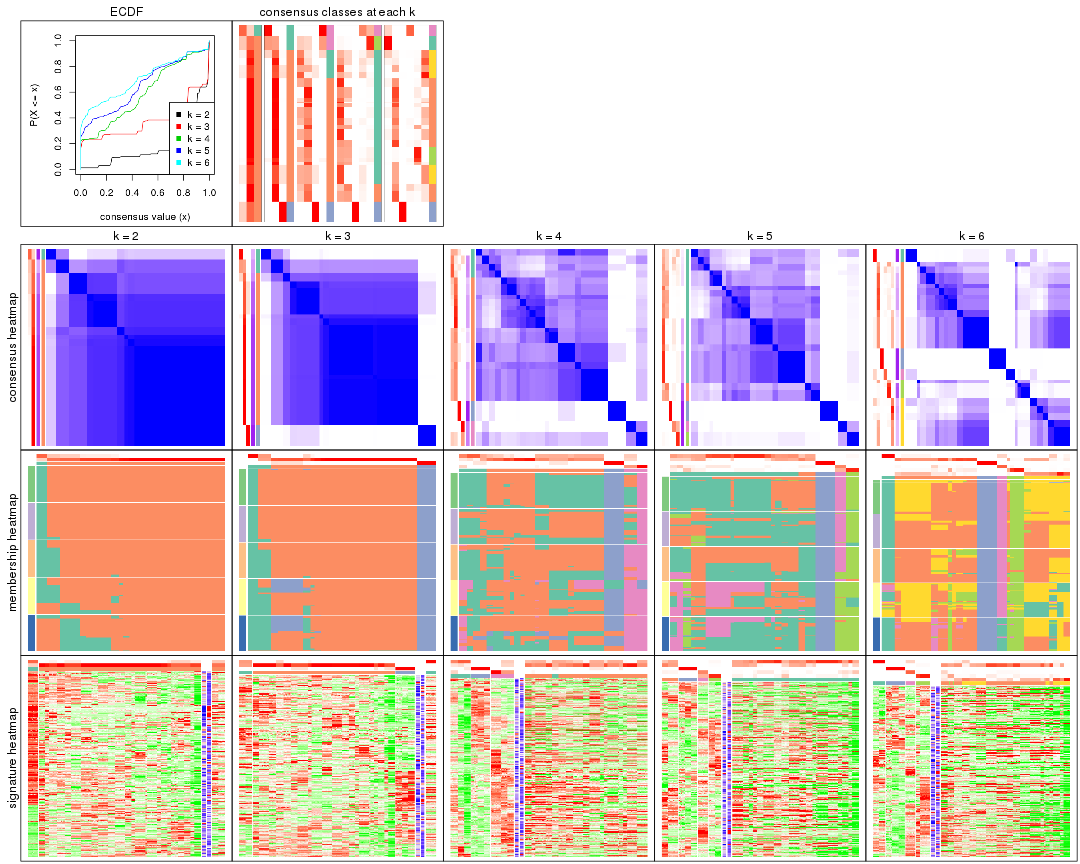 ECDF
consensus classes at each k
P(X <= x)
0.0
0.2
0.4
0.6
0.8
1.0
k = 2
k = 3
k = 4
k = 5
k = 6
0.0
0.2
0.4
0.6
0.8
1.0
consensus value (x)
k = 2
k = 3
k = 4
k = 5
k = 6
consensus heatmap
membership heatmap
signature heatmap